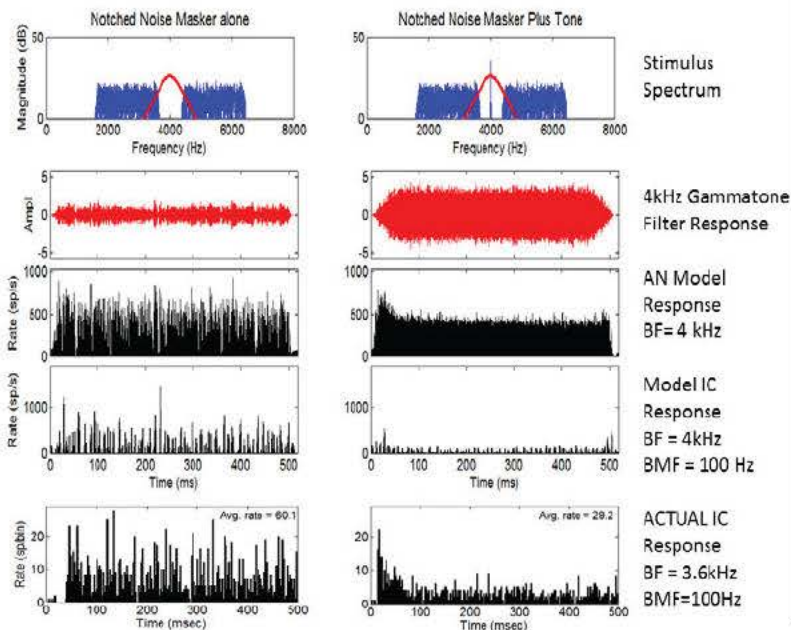 Notched Noise Masker alone
Notched Noise Masker Plus Tone
Magnitude (dB)
50
0
0
2000
4000
6000
8000
Frequency (Hz)
50
0
0
2000
4000
6000
8000
Frequency (Hz)
Stimulus
Spectrum
Ampl
5
0
-5
5
0
-5
4kHz Gammatone
Filter Response
Rate (sp/s)
1000
500
0
1000
500
0
AN Model
Response
BF= 4 kHz
Rate (sp/s)
1000
0
100
200
300
400
500
Time (ms)
1000
0
100
200
300
400
500
Time (ms)
Model IC
Response
BF = 4kHz
BMF = 100 Hz
Rate (sp/bin)
20
10
0
Avg. rate = 60.1
0
100
200
300
400
500
Time (msec)
20
10
0
Avg. rate = 29.2
0
100
200
300
400
500
Time (msec)
ACTUAL IC
Response
BF = 3.6kHz
BMF=100Hz